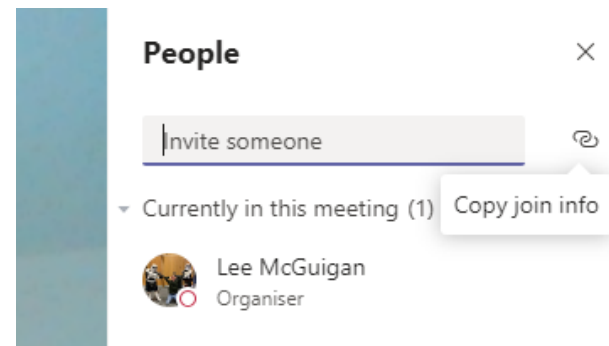 People
Invite someone
Currently in this meeting (1)
Copy join info
Lee McGuigan
Organiser